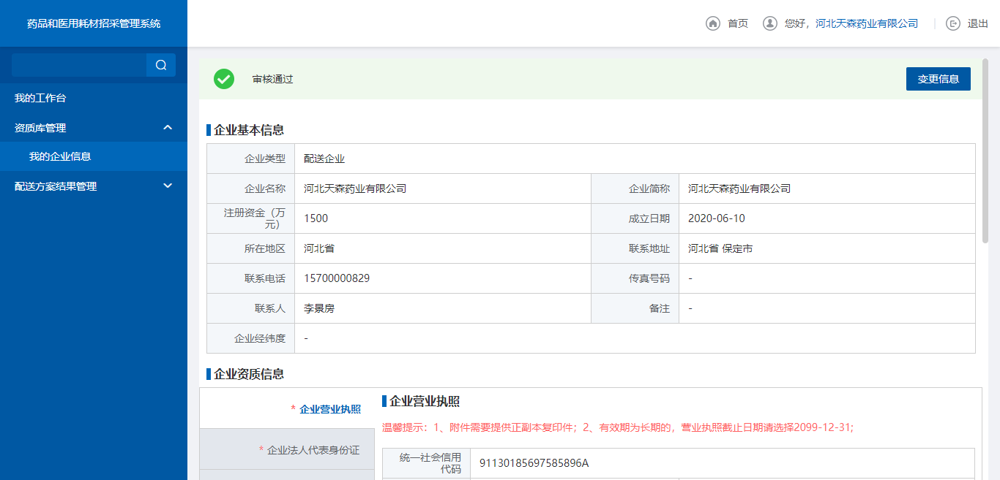 药品和医用耗材招采管理系统
首页 您好，河北天森药业有限公司 退出
我的工作台
资质库管理
我的企业信息
配送方案结果管理
审核通过 变更信息
企业基本信息
企业类型 配送企业
企业名称 河北天森药业有限公司 企业简称 河北天森药业有限公司
注册资金（万
元） 1500 成立日期 2020-06-10
所在地区 河北省 联系地址 河北省 保定市
联系电话 15700000829 传真号码 -
联系人 李景房 备注 -
企业经纬度 -
企业资质信息
* 企业营业执照
* 企业法人代表身份证
企业营业执照
温馨提示：1、附件需要提供正副本复印件；2、有效期为长期的，营业执照截止日期请选择2099-12-31;
统一社会信用
代码 91130185697585896A